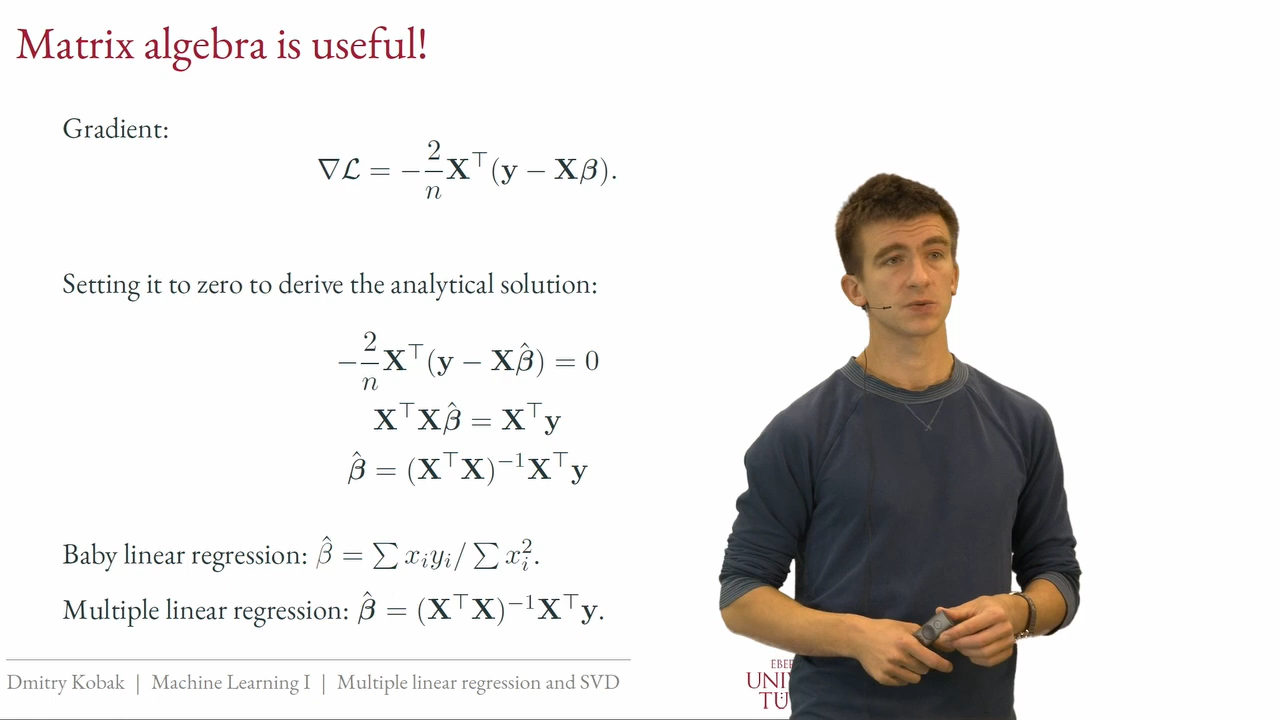 Matrix algebra is useful!
Gradient:
∇ℒ = −2/n X⊤(y − Xβ).
Setting it to zero to derive the analytical solution:
−2/n X⊤(y − Xβ̂) = 0
X⊤Xβ̂ = X⊤y
β̂ = (X⊤X)⁻¹X⊤y
Baby linear regression: β̂ = ∑ xᵢyᵢ/ ∑ xᵢ².
Multiple linear regression: β̂ = (X⊤X)⁻¹X⊤y.
Dmitry Kobak | Machine Learning I | Multiple linear regression and SVD